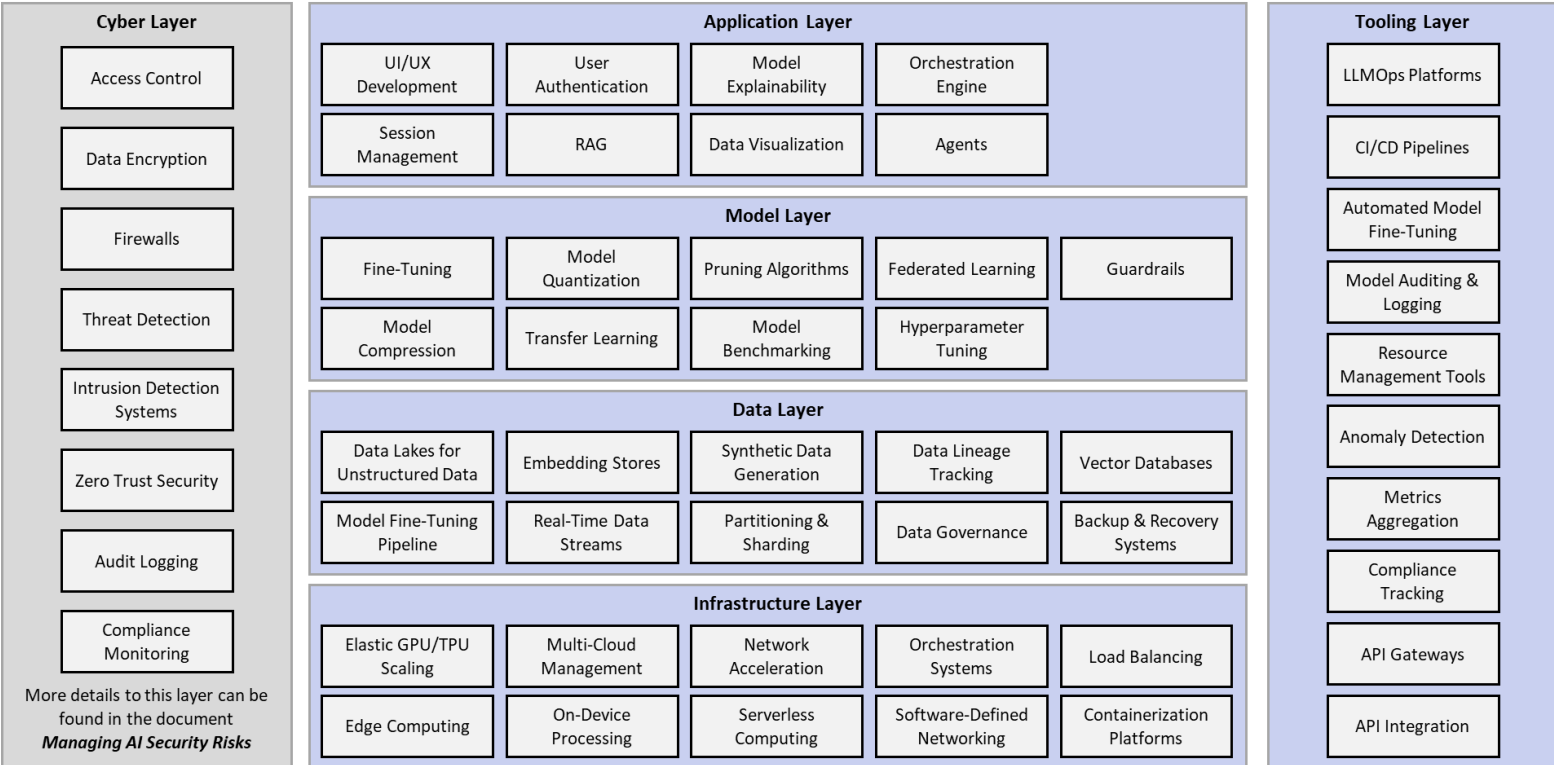 Cyber Layer
Access Control
Data Encryption
Firewalls
Threat Detection
Intrusion Detection
Systems
Zero Trust Security
Audit Logging
Compliance
Monitoring
More details to this layer can be
found in the document
Managing AI Security Risks
Application Layer
UI/UX
Development
User
Authentication
Model
Explainability
Orchestration
Engine
Session
Management
RAG
Data Visualization
Agents
Model Layer
Fine-Tuning
Model
Quantization
Pruning Algorithms
Federated Learning
Guardrails
Model
Compression
Transfer Learning
Model
Benchmarking
Hyperparameter
Tuning
Data Layer
Data Lakes for
Unstructured Data
Embedding Stores
Synthetic Data
Generation
Data Lineage
Tracking
Vector Databases
Model Fine-Tuning
Pipeline
Real-Time Data
Streams
Partitioning &
Sharding
Data Governance
Backup & Recovery
Systems
Infrastructure Layer
Elastic GPU/TPU
Scaling
Multi-Cloud
Management
Network
Acceleration
Orchestration
Systems
Load Balancing
Edge Computing
On-Device
Processing
Serverless
Computing
Software-Defined
Networking
Containerization
Platforms
Tooling Layer
LLMOps Platforms
CI/CD Pipelines
Automated Model
Fine-Tuning
Model Auditing &
Logging
Resource
Management Tools
Anomaly Detection
Metrics
Aggregation
Compliance
Tracking
API Gateways
API Integration